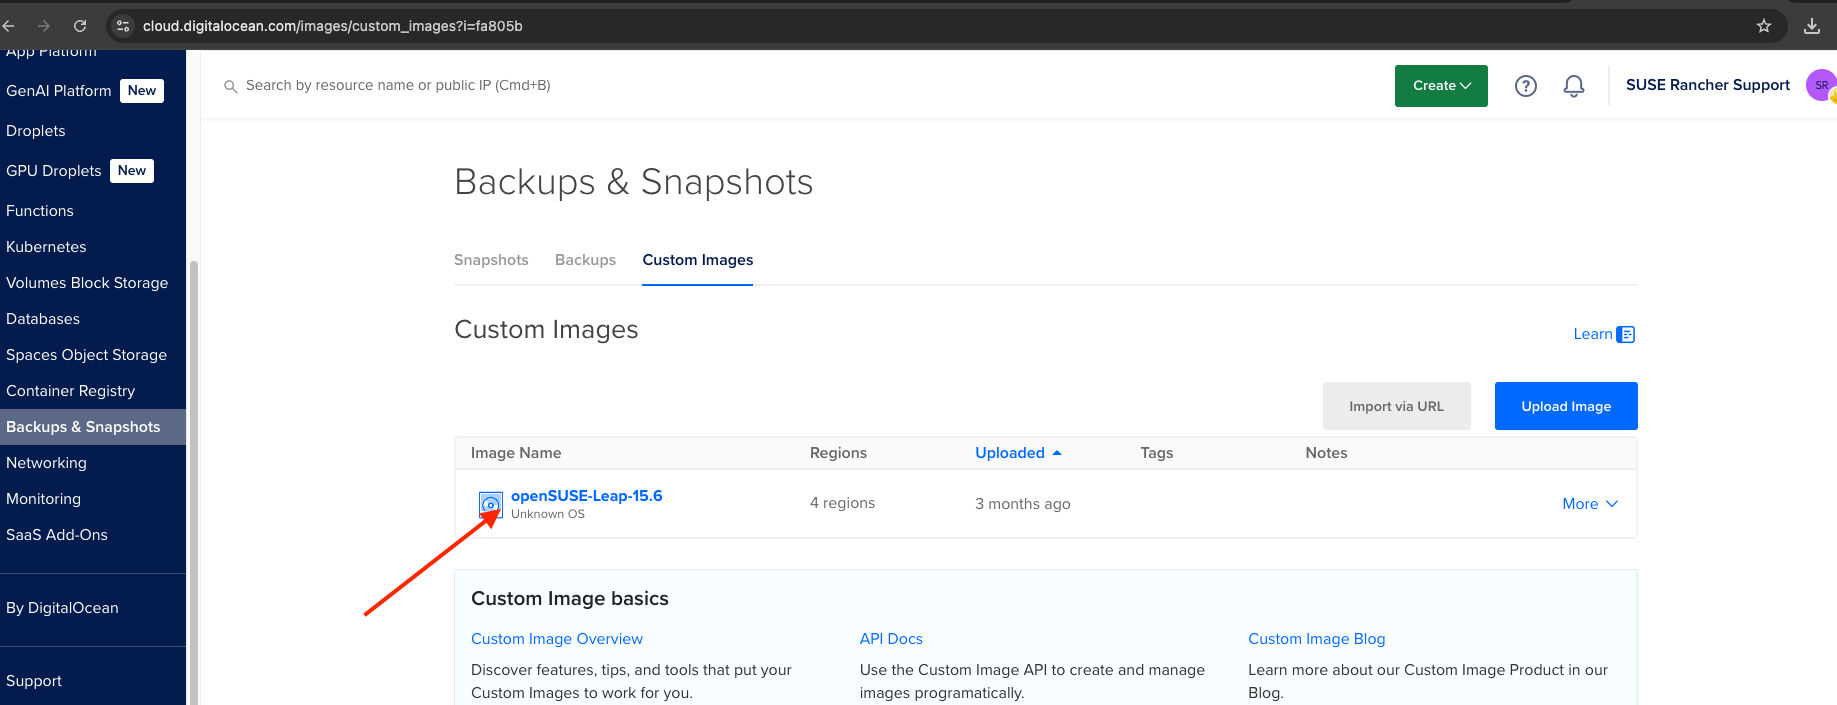 cloud.digitalocean.com/images/custom_images?i=fa805b
App Platform
GenAI Platform New
Droplets
GPU Droplets New
Functions
Kubernetes
Volumes Block Storage
Databases
Spaces Object Storage
Container Registry
Backups & Snapshots
Networking
Monitoring
SaaS Add-Ons
By DigitalOcean
Support
Search by resource name or public IP (Cmd+B)
Create
SUSE Rancher Support
SR
Backups & Snapshots
Snapshots Backups Custom Images
Custom Images
Learn
Import via URL
Upload Image
Image Name Regions Uploaded Tags Notes
openSUSE-Leap-15.6
Unknown OS
4 regions
3 months ago
More
Custom Image basics
Custom Image Overview
Discover features, tips, and tools that put your
Custom Images to work for you.
API Docs
Use the Custom Image API to create and manage
images programatically.
Custom Image Blog
Learn more about our Custom Image Product in our
Blog.